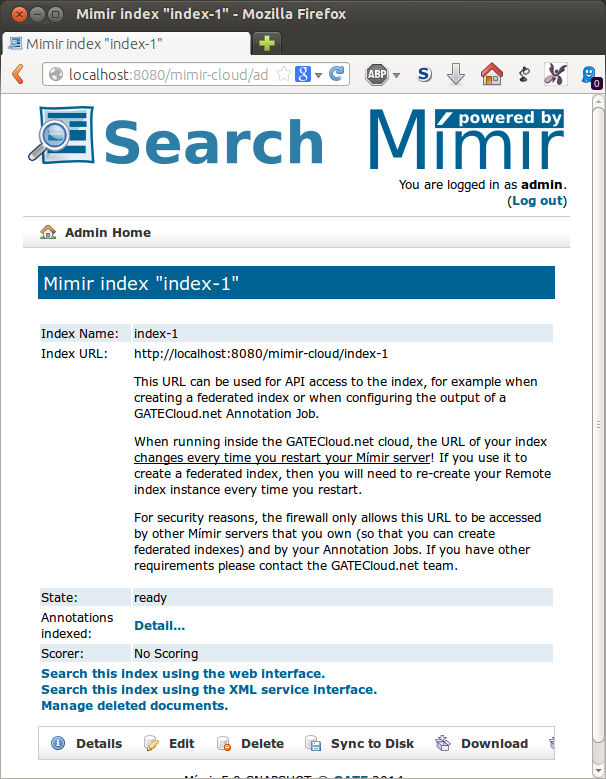 Mimir index "index-1" - Mozilla Firefox
Mimir index "index-1"
localhost:8080/mimir-cloud/ad
ABP
S
0
Search
powered by
Mímir
You are logged in as admin.
(Log out)
Admin Home
Mimir index "index-1"
Index Name: index-1
Index URL: http://localhost:8080/mimir-cloud/index-1
This URL can be used for API access to the index, for example when
creating a federated index or when configuring the output of a
GATECloud.net Annotation Job.
When running inside the GATECloud.net cloud, the URL of your index
changes every time you restart your Mímir server! If you use it to
create a federated index, then you will need to re-create your Remote
index instance every time you restart.
For security reasons, the firewall only allows this URL to be accessed
by other Mímir servers that you own (so that you can create
federated indexes) and by your Annotation Jobs. If you have other
requirements please contact the GATECloud.net team.
State: ready
Annotations
indexed: Detail...
Scorer: No Scoring
Search this index using the web interface.
Search this index using the XML service interface.
Manage deleted documents.
Details Edit Delete Sync to Disk Download